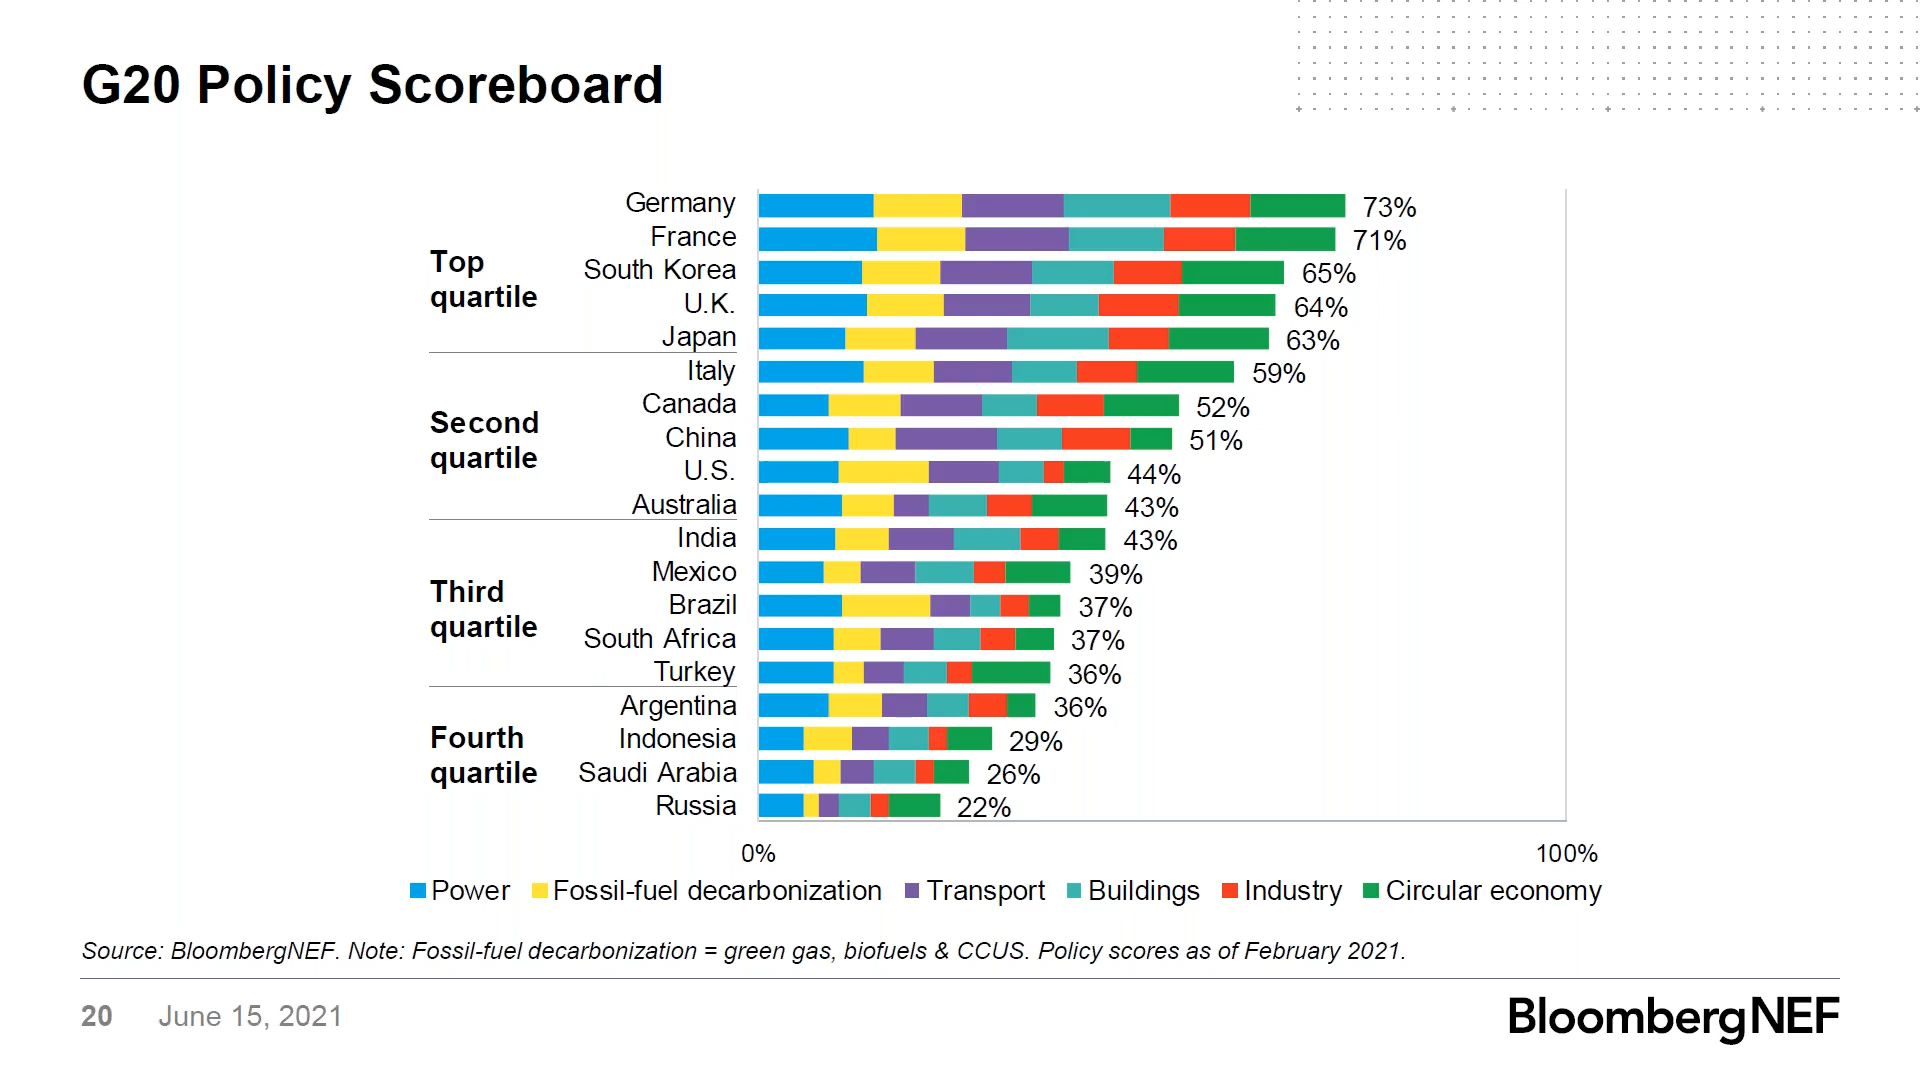 G20 Policy Scoreboard
Top
quartile
Second
quartile
Third
quartile
Fourth
quartile
Germany 73%
France 71%
South Korea 65%
U.K. 64%
Japan 63%
Italy 59%
Canada 52%
China 51%
U.S. 44%
Australia 43%
India 43%
Mexico 39%
Brazil 37%
South Africa 37%
Turkey 36%
Argentina 36%
Indonesia 29%
Saudi Arabia 26%
Russia 22%
0% 100%
Power Fossil-fuel decarbonization Transport Buildings Industry Circular economy
Source: BloombergNEF. Note: Fossil-fuel decarbonization = green gas, biofuels & CCUS. Policy scores as of February 2021.
20 June 15, 2021
BloombergNEF